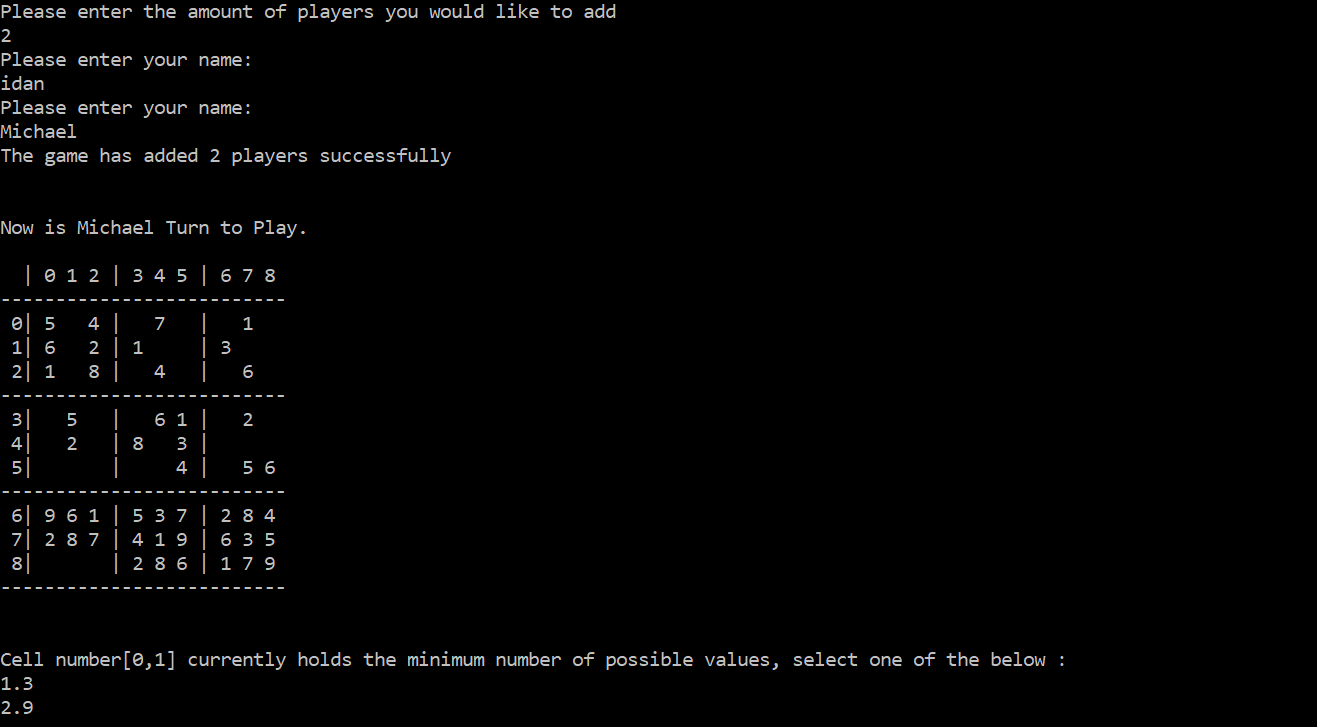 Please enter the amount of players you would like to add
2
Please enter your name:
idan
Please enter your name:
Michael
The game has added 2 players successfully
Now is Michael Turn to Play.
  | 0 1 2 | 3 4 5 | 6 7 8
--------------------------
 0| 5   4 |   7   |   1
 1| 6   2 | 1     | 3
 2| 1   8 |   4   |   6
--------------------------
 3|   5   |   6 1 |   2
 4|   2   | 8   3 |
 5|       |     4 |   5 6
--------------------------
 6| 9 6 1 | 5 3 7 | 2 8 4
 7| 2 8 7 | 4 1 9 | 6 3 5
 8|       | 2 8 6 | 1 7 9
--------------------------
Cell number[0,1] currently holds the minimum number of possible values, select one of the below :
1.3
2.9